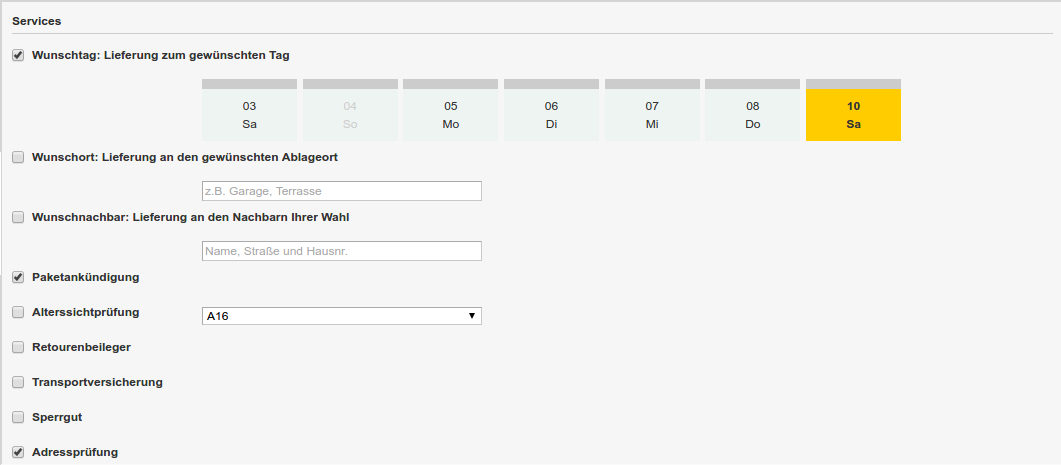 Services
Wunschtag: Lieferung zum gewünschten Tag
03 04 05 06 07 08 10
Sa So Mo Di Mi Do Sa
Wunschort: Lieferung an den gewünschten Ablageort
z.B. Garage, Terrasse
Wunschnachbar: Lieferung an den Nachbarn Ihrer Wahl
Name, Straße und Hausnr.
Paketankündigung
Alterssichtprüfung A16
Retourenbeileger
Transportversicherung
Sperrgut
Adressprüfung